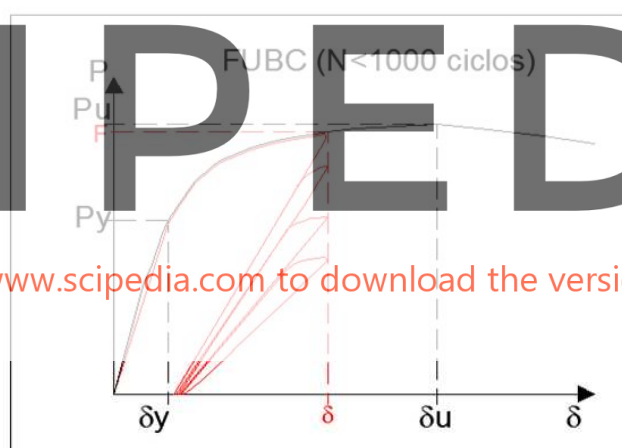 IPED
FUBC (N<1000 ciclos)
P
Pu
F
Py
www.scipedia.com to download the versi
δy δ δu δ